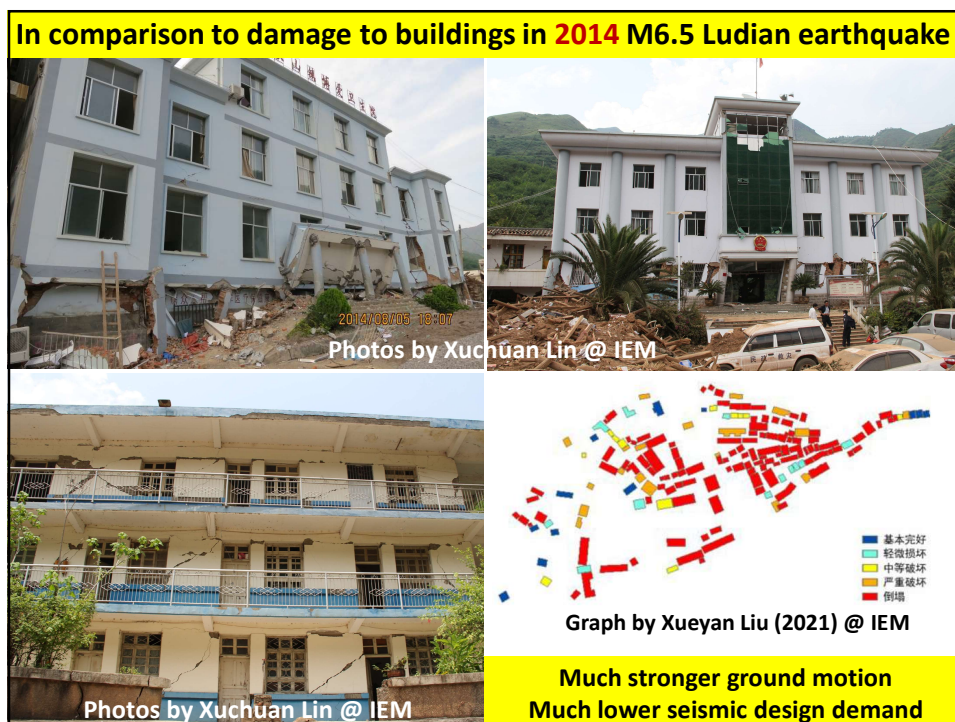 In comparison to damage to buildings in 2014 M6.5 Ludian earthquake
2014/08/05 18:07
Photos by Xuchuan Lin @ IEM
基本完好
轻微损坏
中等破坏
严重破坏
倒塌
Graph by Xueyan Liu (2021) @ IEM
Photos by Xuchuan Lin @ IEM
Much stronger ground motion
Much lower seismic design demand